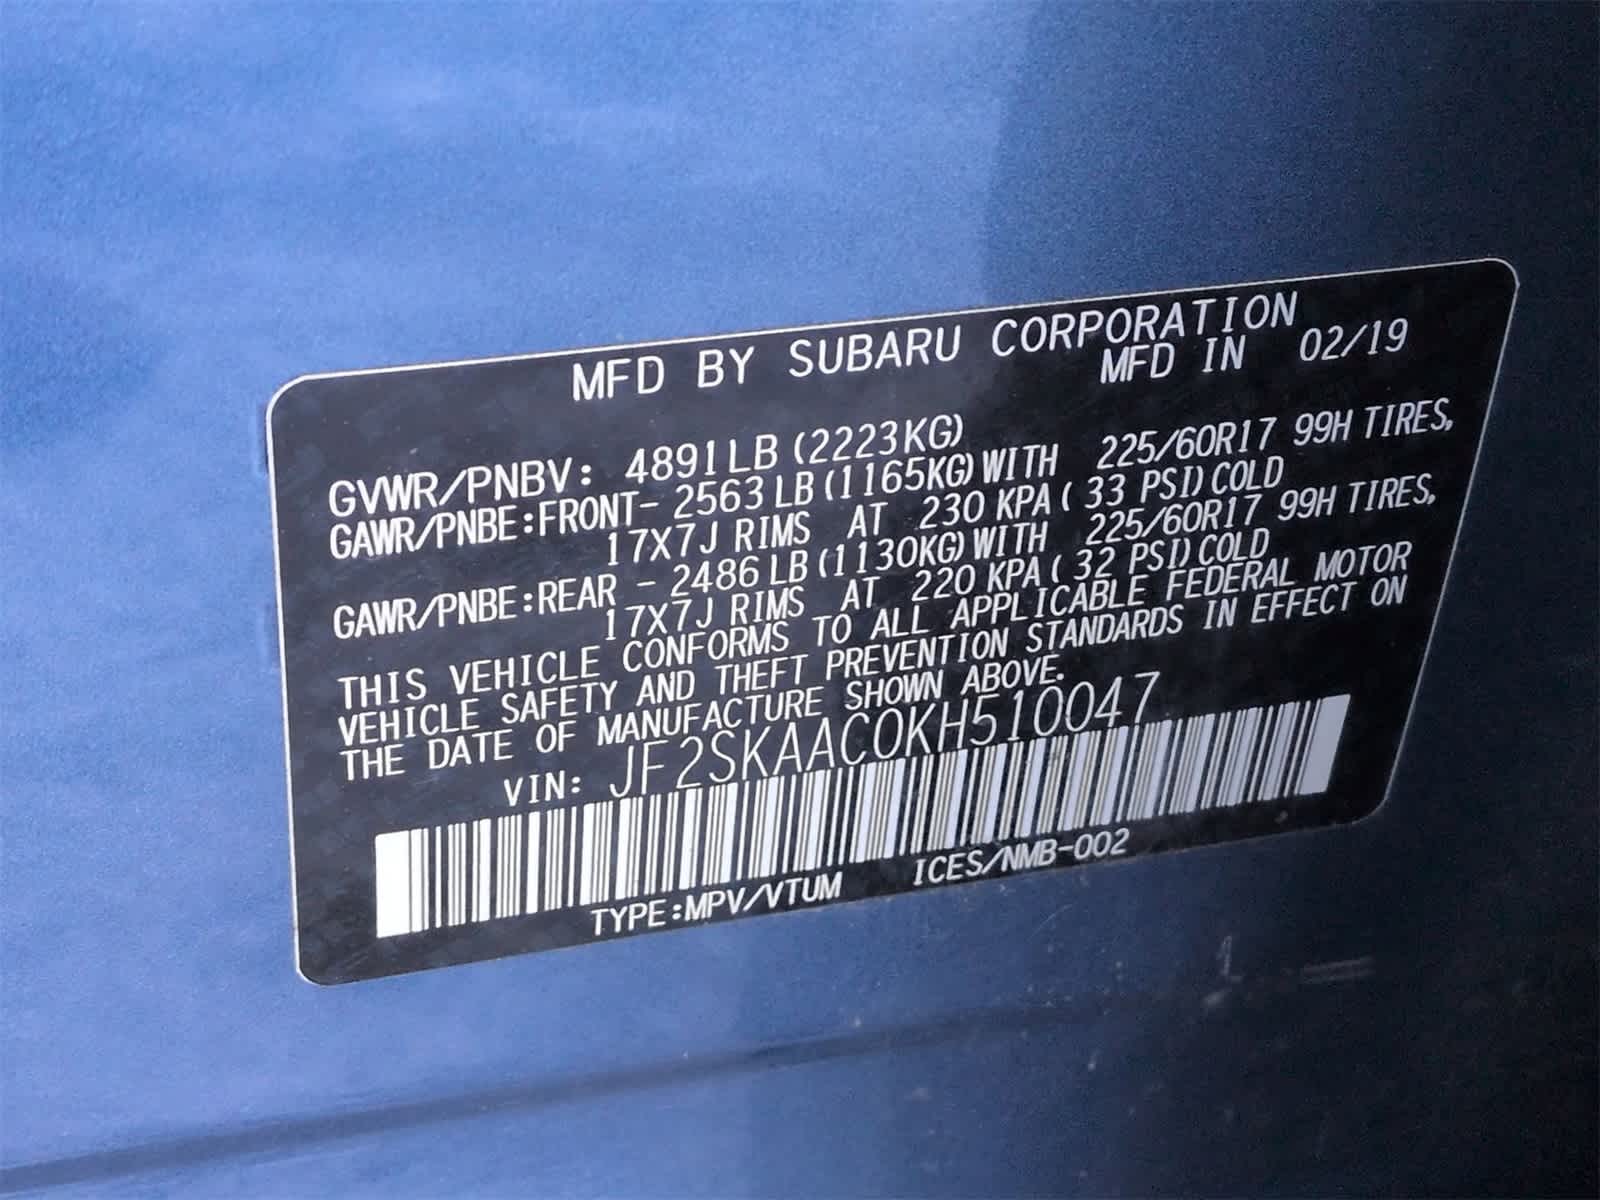 MFD BY SUBARU CORPORATION
MFD IN 02/19
GVWR/PNBV: 4891LB (2223KG)
GAWR/PNBE:FRONT- 2563 LB (1165KG) WITH 225/60R17 99H TIRES,
17X7J RIMS AT 230 KPA ( 33 PSI) COLD
GAWR/PNBE:REAR - 2486 LB (1130KG) WITH 225/60R17 99H TIRES,
17X7J RIMS AT 220 KPA ( 32 PSI) COLD
THIS VEHICLE CONFORMS TO ALL APPLICABLE FEDERAL MOTOR
VEHICLE SAFETY AND THEFT PREVENTION STANDARDS IN EFFECT ON
THE DATE OF MANUFACTURE SHOWN ABOVE.
VIN: JF2SKAAC0KH510047
TYPE:MPV/VTUM ICES/NMB-002